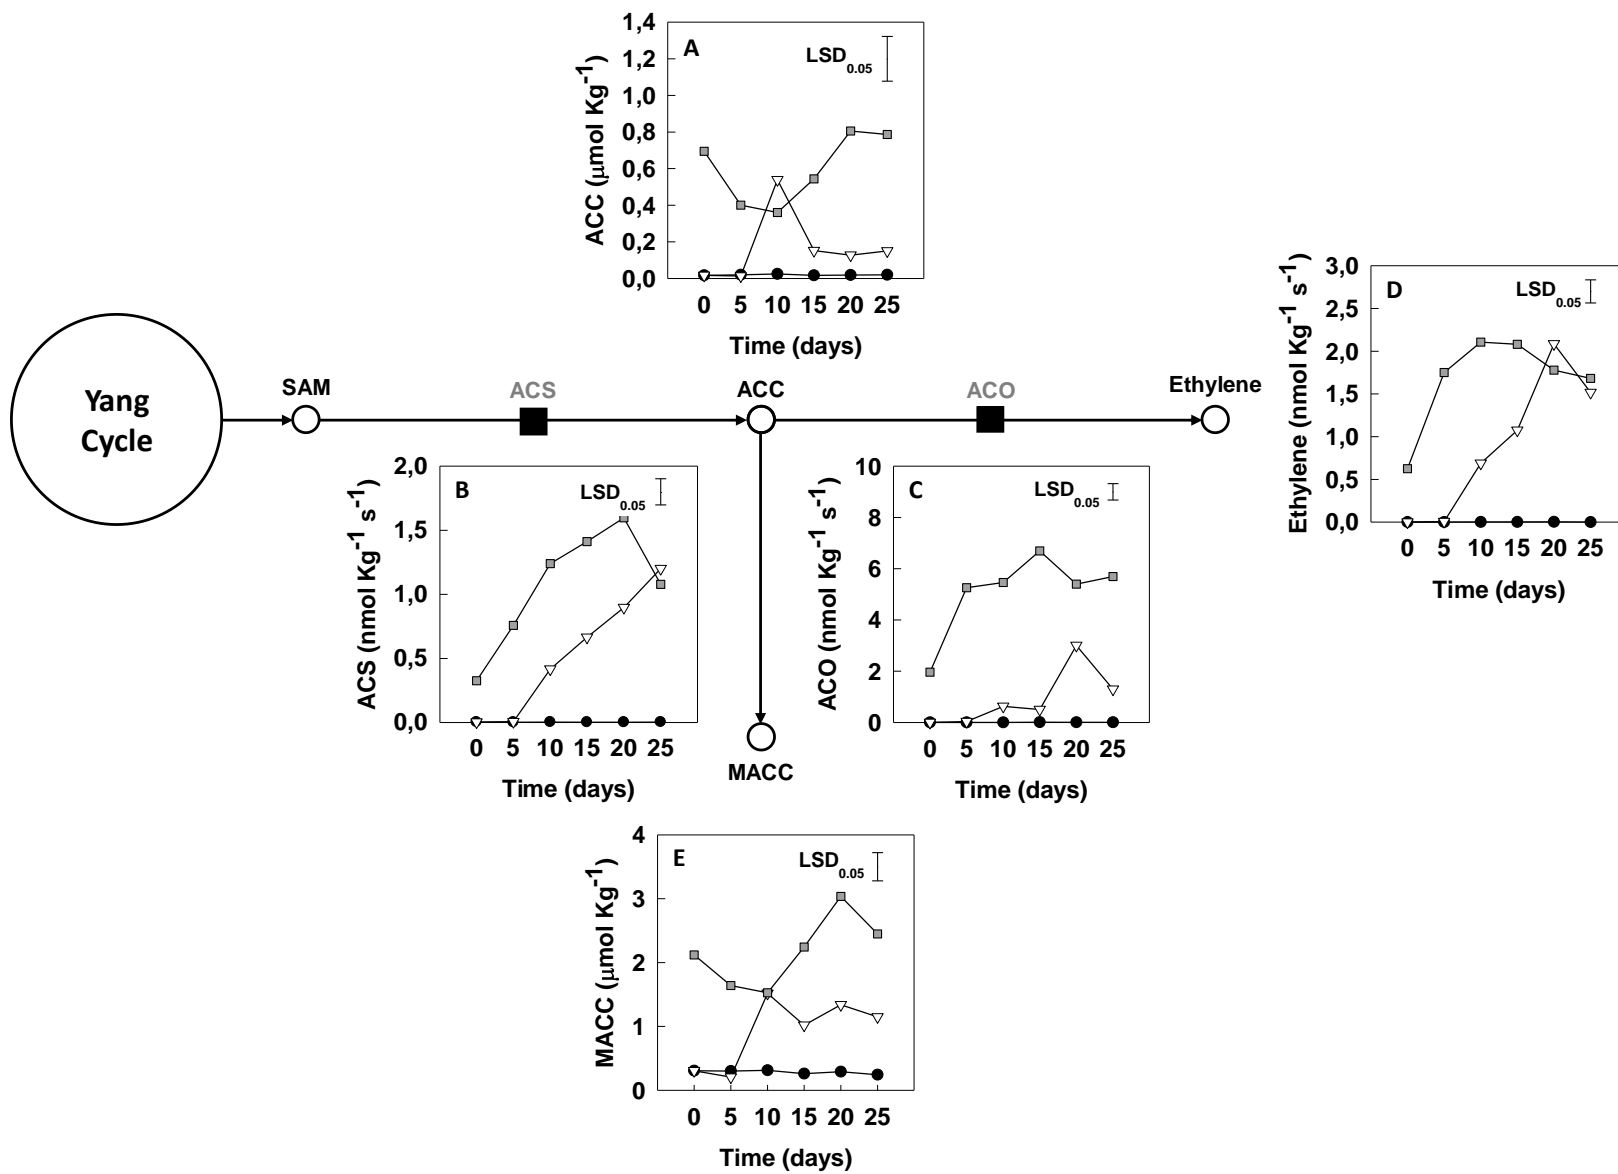 A
LSD0.05
ACC (μmol Kg-1)
1,4
1,2
1,0
0,8
0,6
0,4
0,2
0,0
0 5 10 15 20 25
Time (days)
D
LSD0.05
Ethylene (nmol Kg-1 s-1)
3,0
2,5
2,0
1,5
1,0
0,5
0,0
0 5 10 15 20 25
Time (days)
Yang
Cycle
SAM
ACS
ACC
ACO
Ethylene
B
LSD0.05
ACS (nmol Kg-1 s-1)
2,0
1,5
1,0
0,5
0,0
0 5 10 15 20 25
Time (days)
C
LSD0.05
ACO (nmol Kg-1 s-1)
10
8
6
4
2
0
0 5 10 15 20 25
Time (days)
MACC
E
LSD0.05
MACC (μmol Kg-1)
4
3
2
1
0
0 5 10 15 20 25
Time (days)